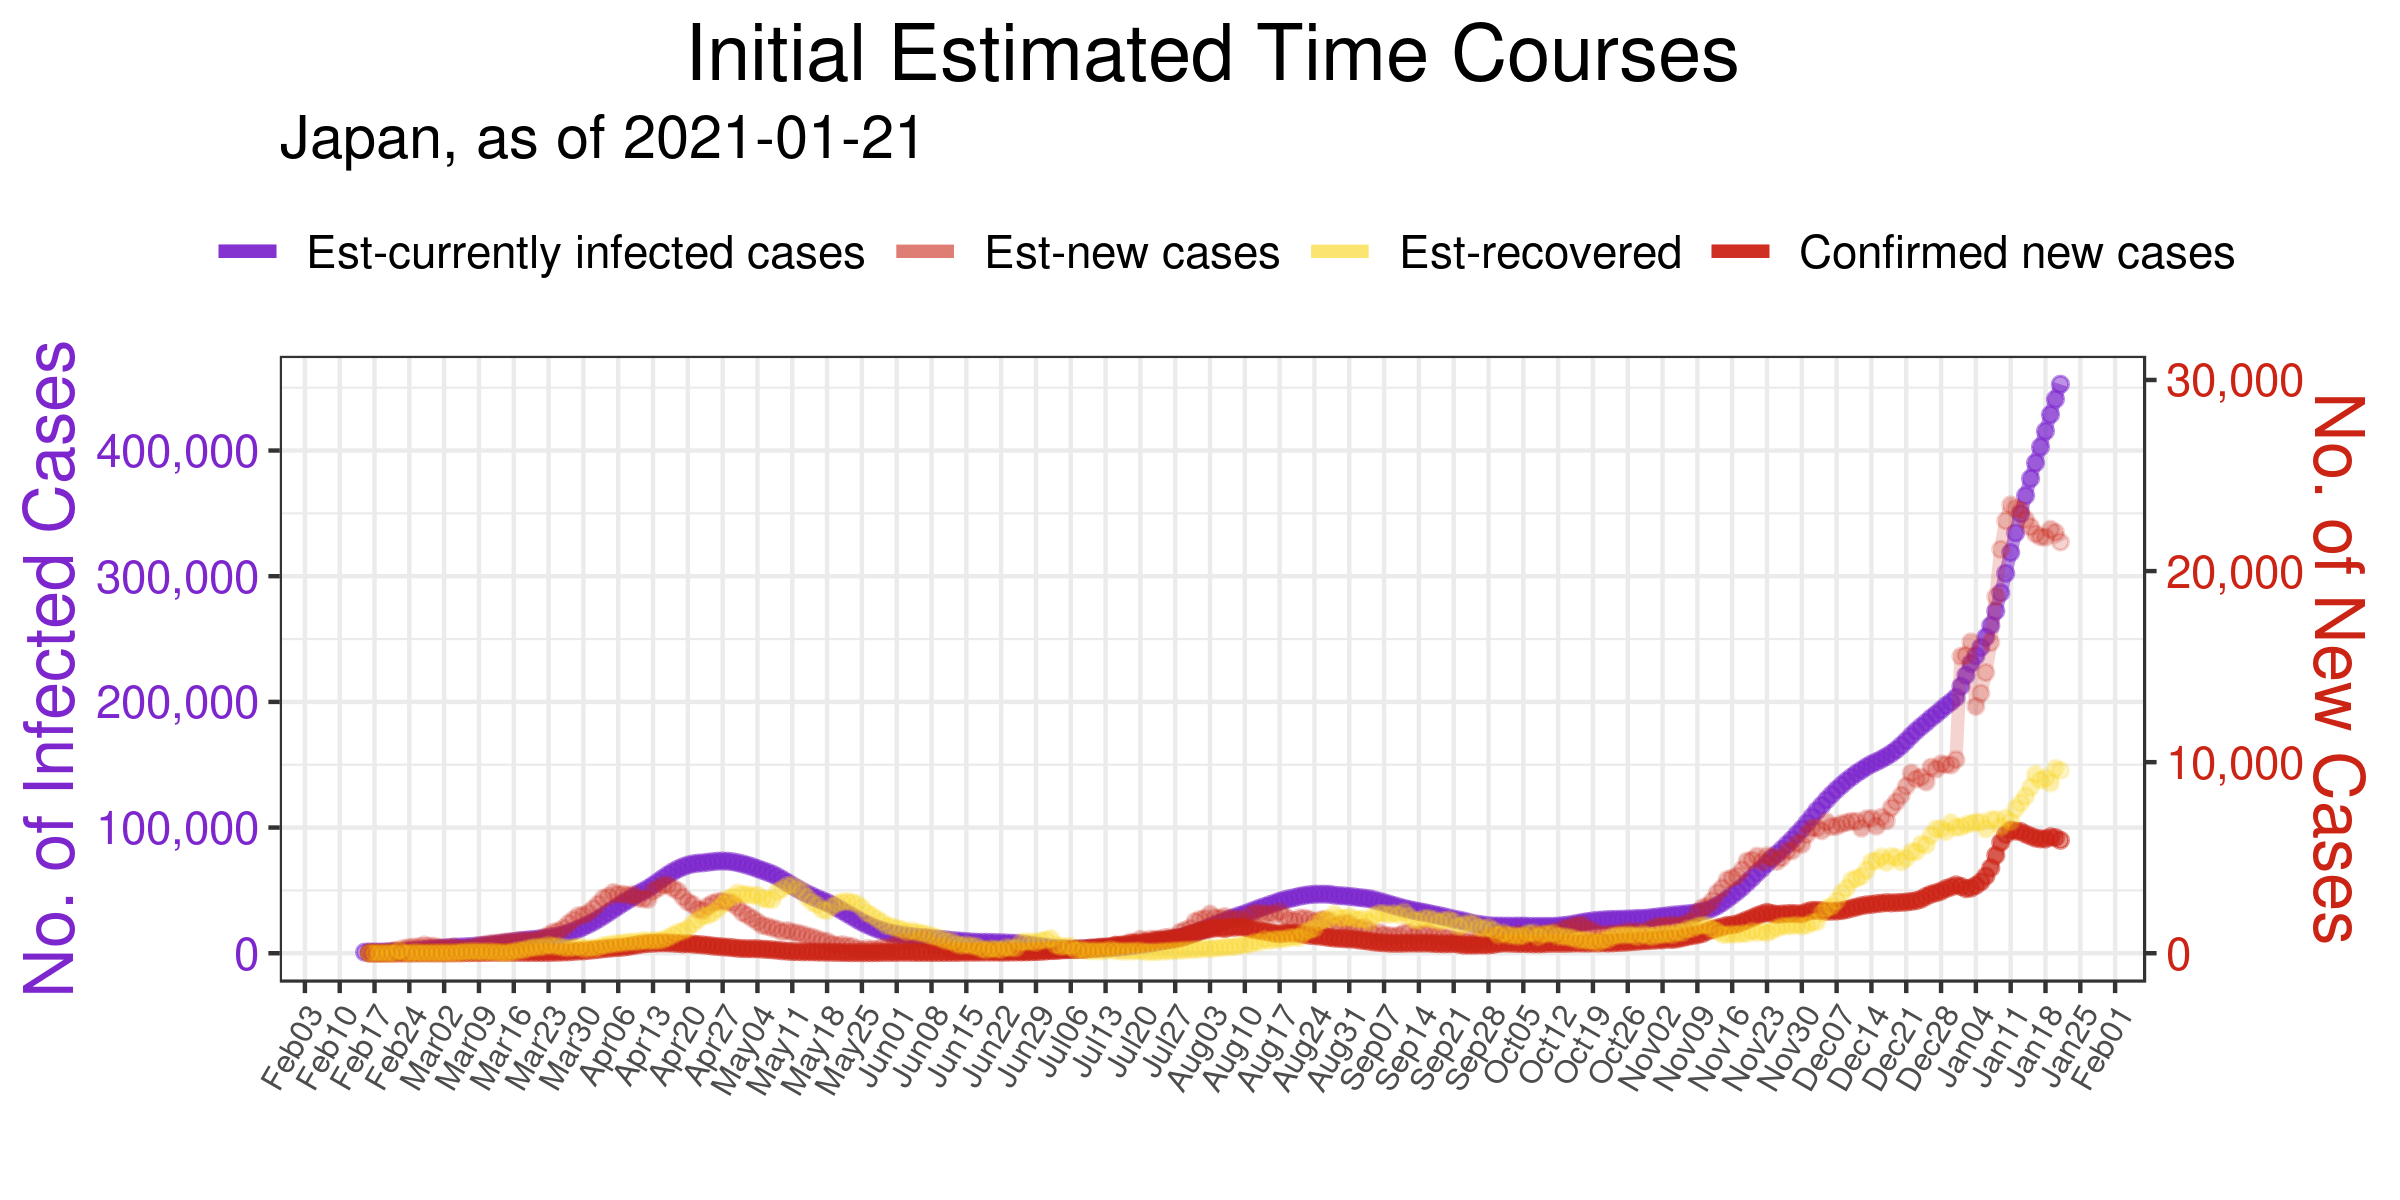 Initial Estimated Time Courses
Japan, as of 2021-01-21
Est-currently infected cases
Est-new cases
Est-recovered
Confirmed new cases
No. of Infected Cases
400,000
300,000
200,000
100,000
0
30,000
20,000
10,000
0
No. of New Cases
Feb03
Feb10
Feb17
Feb24
Mar02
Mar09
Mar16
Mar23
Mar30
Apr06
Apr13
Apr20
Apr27
May04
May11
May18
May25
Jun01
Jun08
Jun15
Jun22
Jun29
Jul06
Jul13
Jul20
Jul27
Aug03
Aug10
Aug17
Aug24
Aug31
Sep07
Sep14
Sep21
Sep28
Oct05
Oct12
Oct19
Oct26
Nov02
Nov09
Nov16
Nov23
Nov30
Dec07
Dec14
Dec21
Dec28
Jan04
Jan11
Jan18
Jan25
Feb01